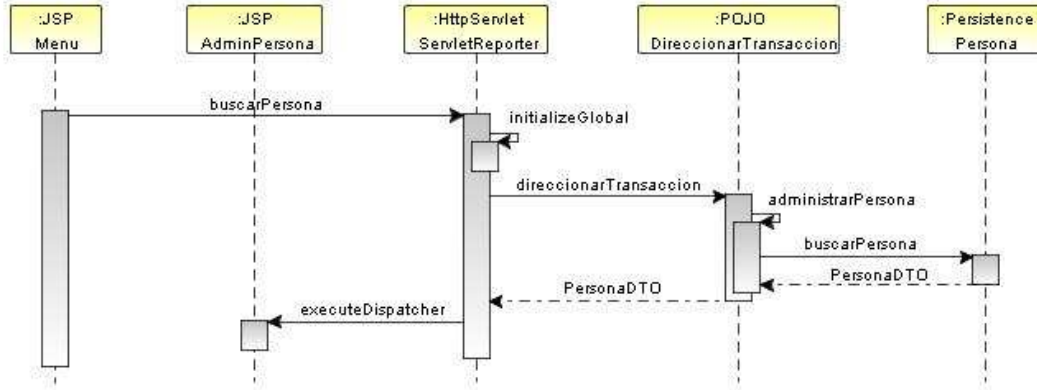 :JSP
Menu
:JSP
AdminPersona
:HttpServlet
ServletReporter
:POJO
DireccionarTransaccion
:Persistence
Persona
buscarPersona
initializeGlobal
direccionarTransaccion
administrarPersona
buscarPersona
PersonaDTO
PersonaDTO
executeDispatcher